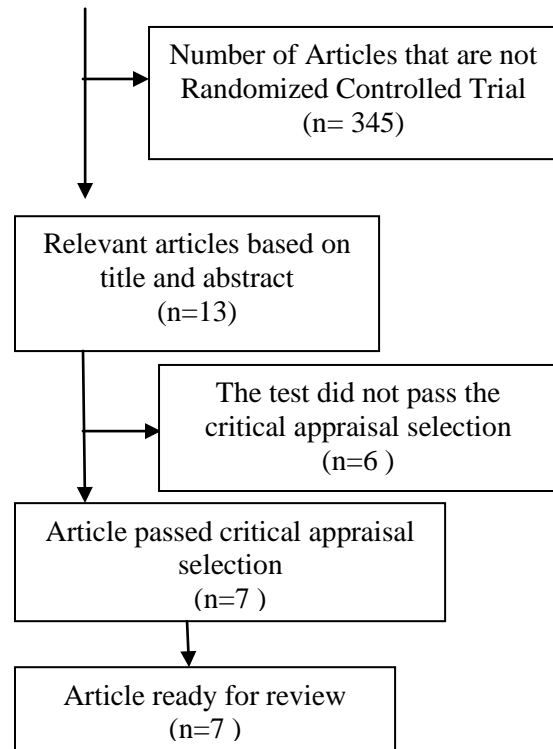 Number of Articles that are not
Randomized Controlled Trial
(n= 345)
Relevant articles based on
title and abstract
(n=13)
The test did not pass the
critical appraisal selection
(n=6 )
Article passed critical appraisal
selection
(n=7 )
Article ready for review
(n=7 )